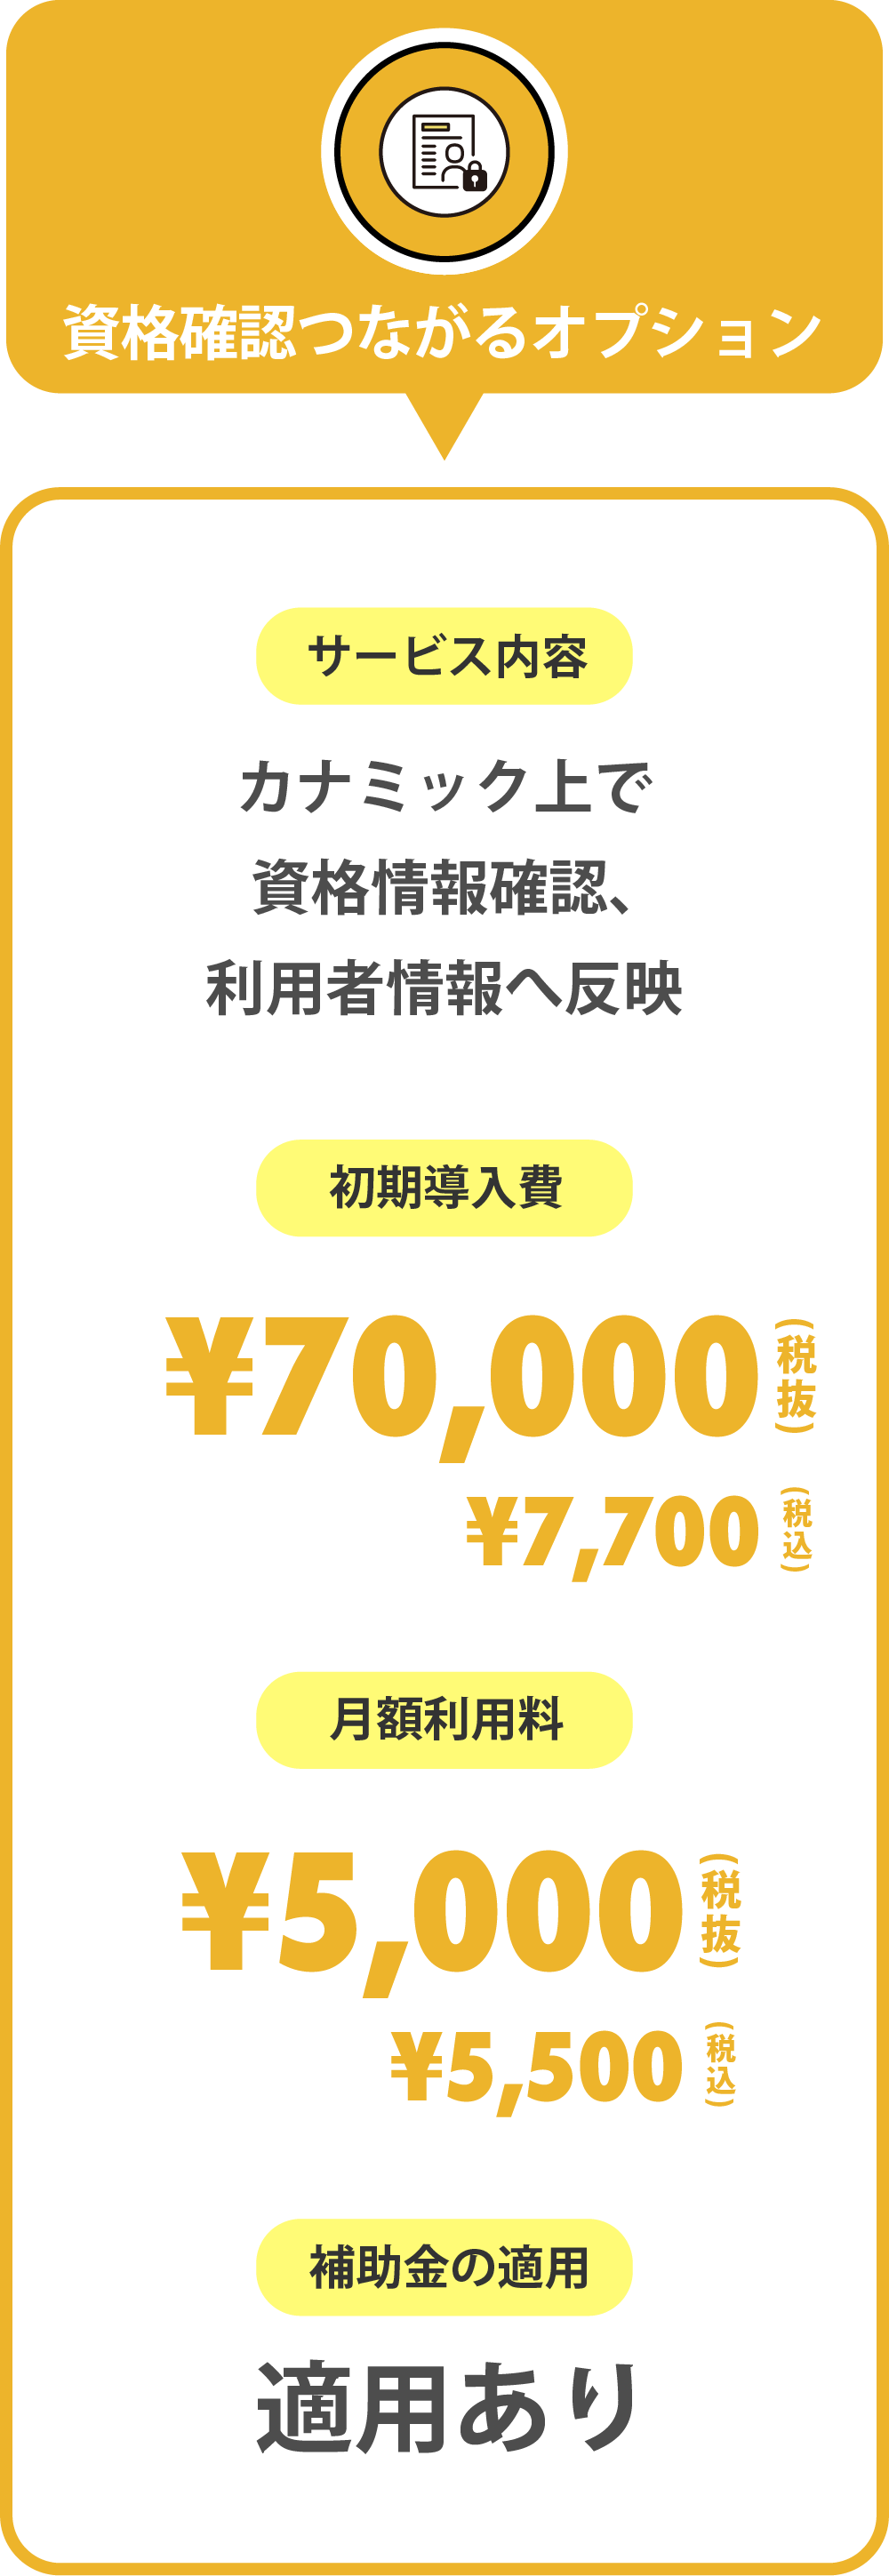 資格確認つながるオプション
サービス内容
カナミック上で
資格情報確認、
利用者情報へ反映
初期導入費
¥70,000(税抜)
¥7,700(税込)
月額利用料
¥5,000(税抜)
¥5,500(税込)
補助金の適用
適用あり